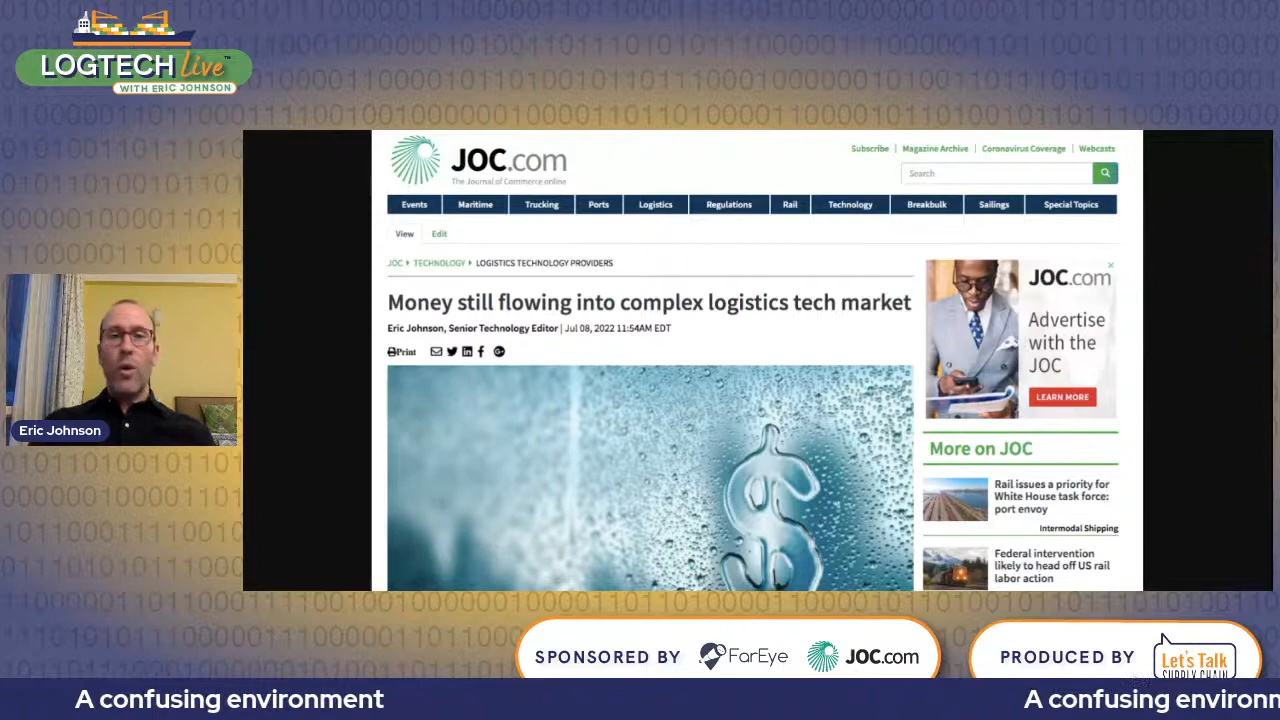 LOGTECH live™
WITH ERIC JOHNSON
JOC.com
The Journal of Commerce online
Subscribe | Magazine Archive | Coronavirus Coverage | Webcasts
Search
Events Maritime Trucking Ports Logistics Regulations Rail Technology Breakbulk Sailings Special Topics
View Edit
JOC TECHNOLOGY LOGISTICS TECHNOLOGY PROVIDERS
Money still flowing into complex logistics tech market
Eric Johnson, Senior Technology Editor | Jul 08, 2022 11:54AM EDT
Print
JOC.com
Advertise
with the
JOC
LEARN MORE
More on JOC
Rail issues a priority for
White House task force:
port envoy
Intermodal Shipping
Federal intervention
likely to head off US rail
labor action
Eric Johnson
SPONSORED BY FarEye JOC.com
PRODUCED BY Let's Talk
SUPPLY CHAIN
A confusing environment
A confusing environn